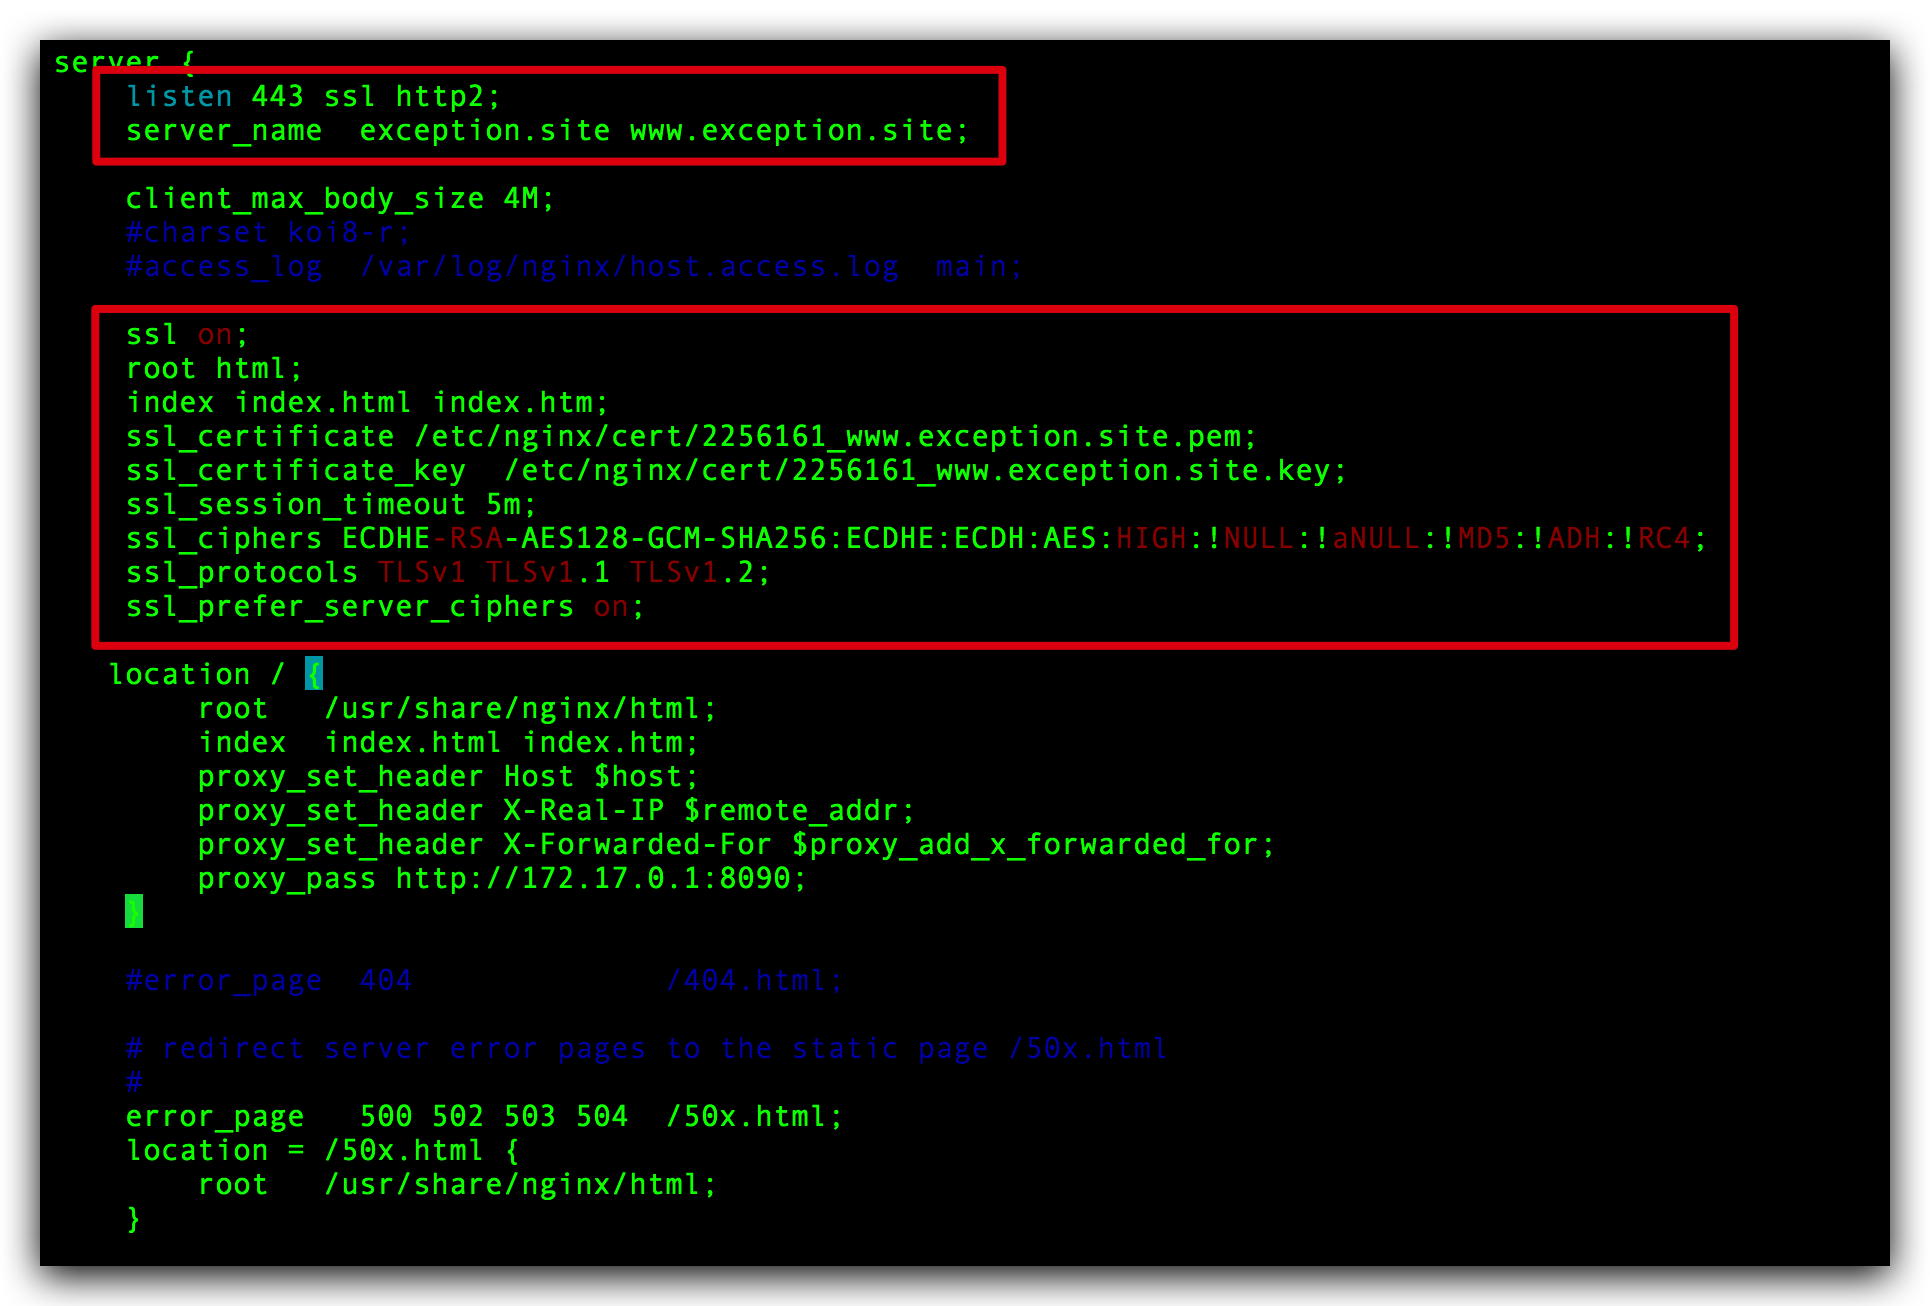 server {
listen 443 ssl http2;
server_name  exception.site www.exception.site;
client_max_body_size 4M;
#charset koi8-r;
#access_log  /var/log/nginx/host.access.log  main;
ssl on;
root html;
index index.html index.htm;
ssl_certificate /etc/nginx/cert/2256161_www.exception.site.pem;
ssl_certificate_key  /etc/nginx/cert/2256161_www.exception.site.key;
ssl_session_timeout 5m;
ssl_ciphers ECDHE-RSA-AES128-GCM-SHA256:ECDHE:ECDH:AES:HIGH:!NULL:!aNULL:!MD5:!ADH:!RC4;
ssl_protocols TLSv1 TLSv1.1 TLSv1.2;
ssl_prefer_server_ciphers on;
location / {
root   /usr/share/nginx/html;
index  index.html index.htm;
proxy_set_header Host $host;
proxy_set_header X-Real-IP $remote_addr;
proxy_set_header X-Forwarded-For $proxy_add_x_forwarded_for;
proxy_pass http://172.17.0.1:8090;
}
#error_page  404              /404.html;
# redirect server error pages to the static page /50x.html
#
error_page   500 502 503 504  /50x.html;
location = /50x.html {
root   /usr/share/nginx/html;
}